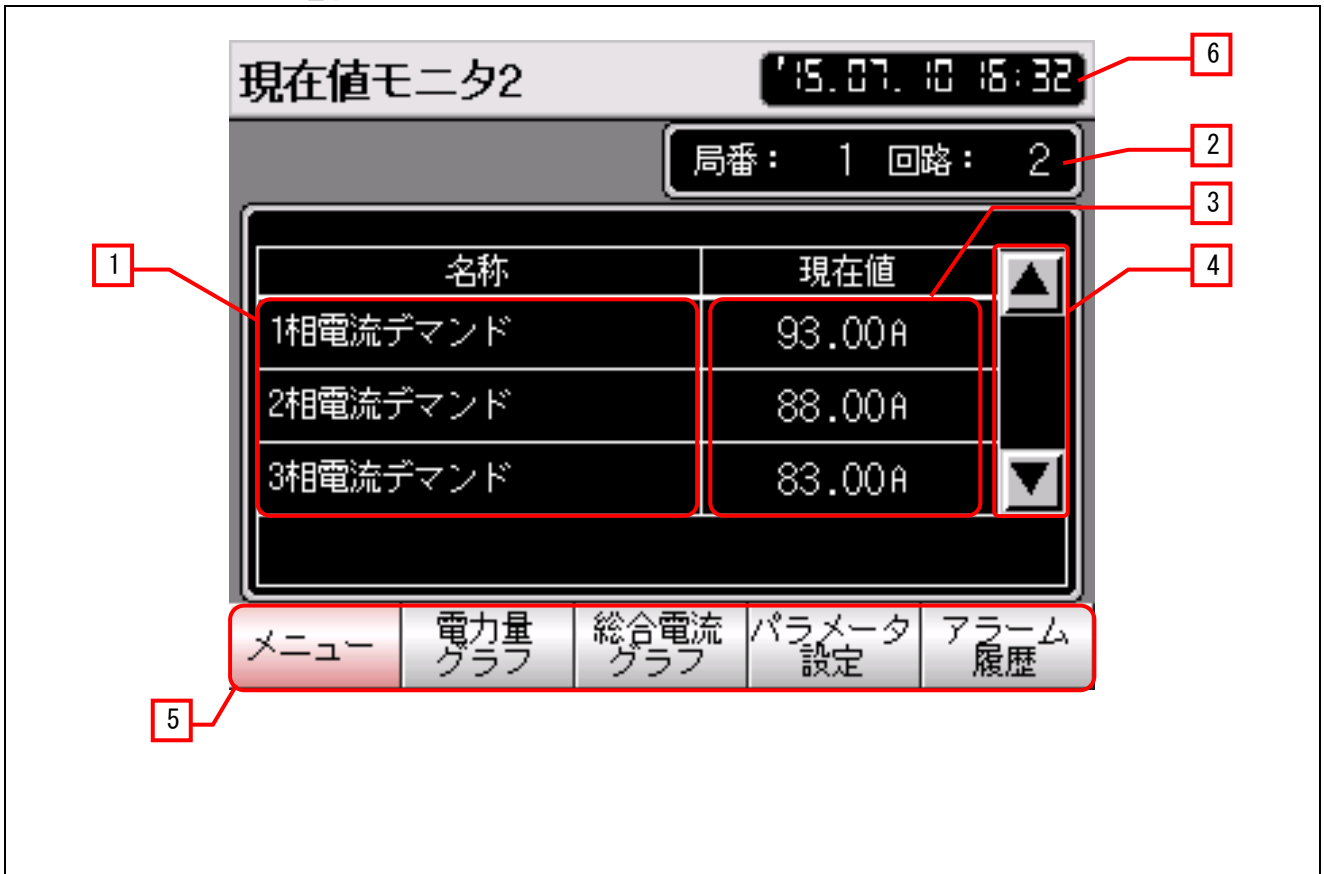 現在値モニタ2
'15.07.10 16:32
6
局番： 1 回路： 2
2
3
1
名称 現在値
4
1相電流デマンド 93.00A
2相電流デマンド 88.00A
3相電流デマンド 83.00A
メニュー
電力量
グラフ
総合電流
グラフ
パラメータ
設定
アラーム
履歴
5